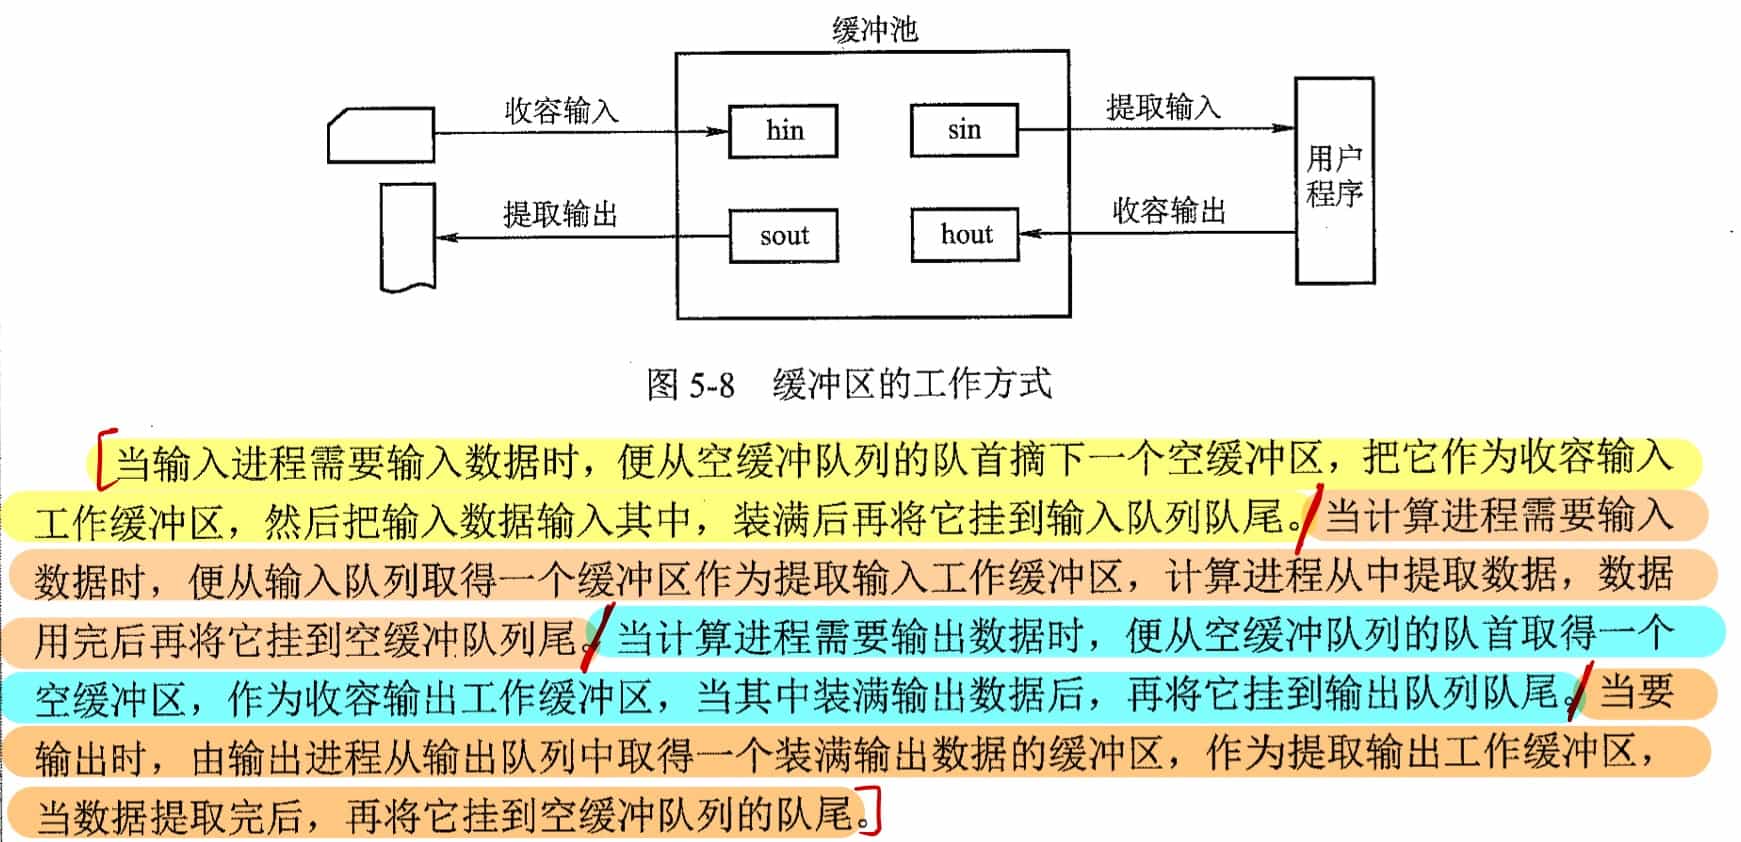 缓冲池
收容输入
hin
sin
提取输入
用户
程序
提取输出
sout
hout
收容输出
图 5-8 缓冲区的工作方式
当输入进程需要输入数据时，便从空缓冲队列的队首摘下一个空缓冲区，把它作为收容输入
工作缓冲区，然后把输入数据输入其中，装满后再将它挂到输入队列队尾。当计算进程需要输入
数据时，便从输入队列取得一个缓冲区作为提取输入工作缓冲区，计算进程从中提取数据，数据
用完后再将它挂到空缓冲队列尾。当计算进程需要输出数据时，便从空缓冲队列的队首取得一个
空缓冲区，作为收容输出工作缓冲区，当其中装满输出数据后，再将它挂到输出队列队尾。当要
输出时，由输出进程从输出队列中取得一个装满输出数据的缓冲区，作为提取输出工作缓冲区，
当数据提取完后，再将它挂到空缓冲队列的队尾。